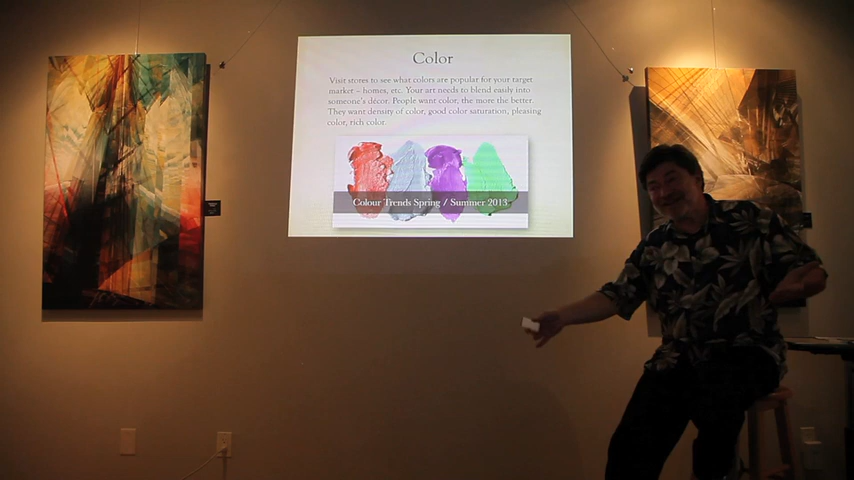 Color
Visit stores to see what colors are popular for your target
market – homes, etc. Your art needs to blend easily into
someone's décor. People want color, the more the better.
They want density of color, good color saturation, pleasing
color, rich color.
Colour Trends Spring / Summer 2013